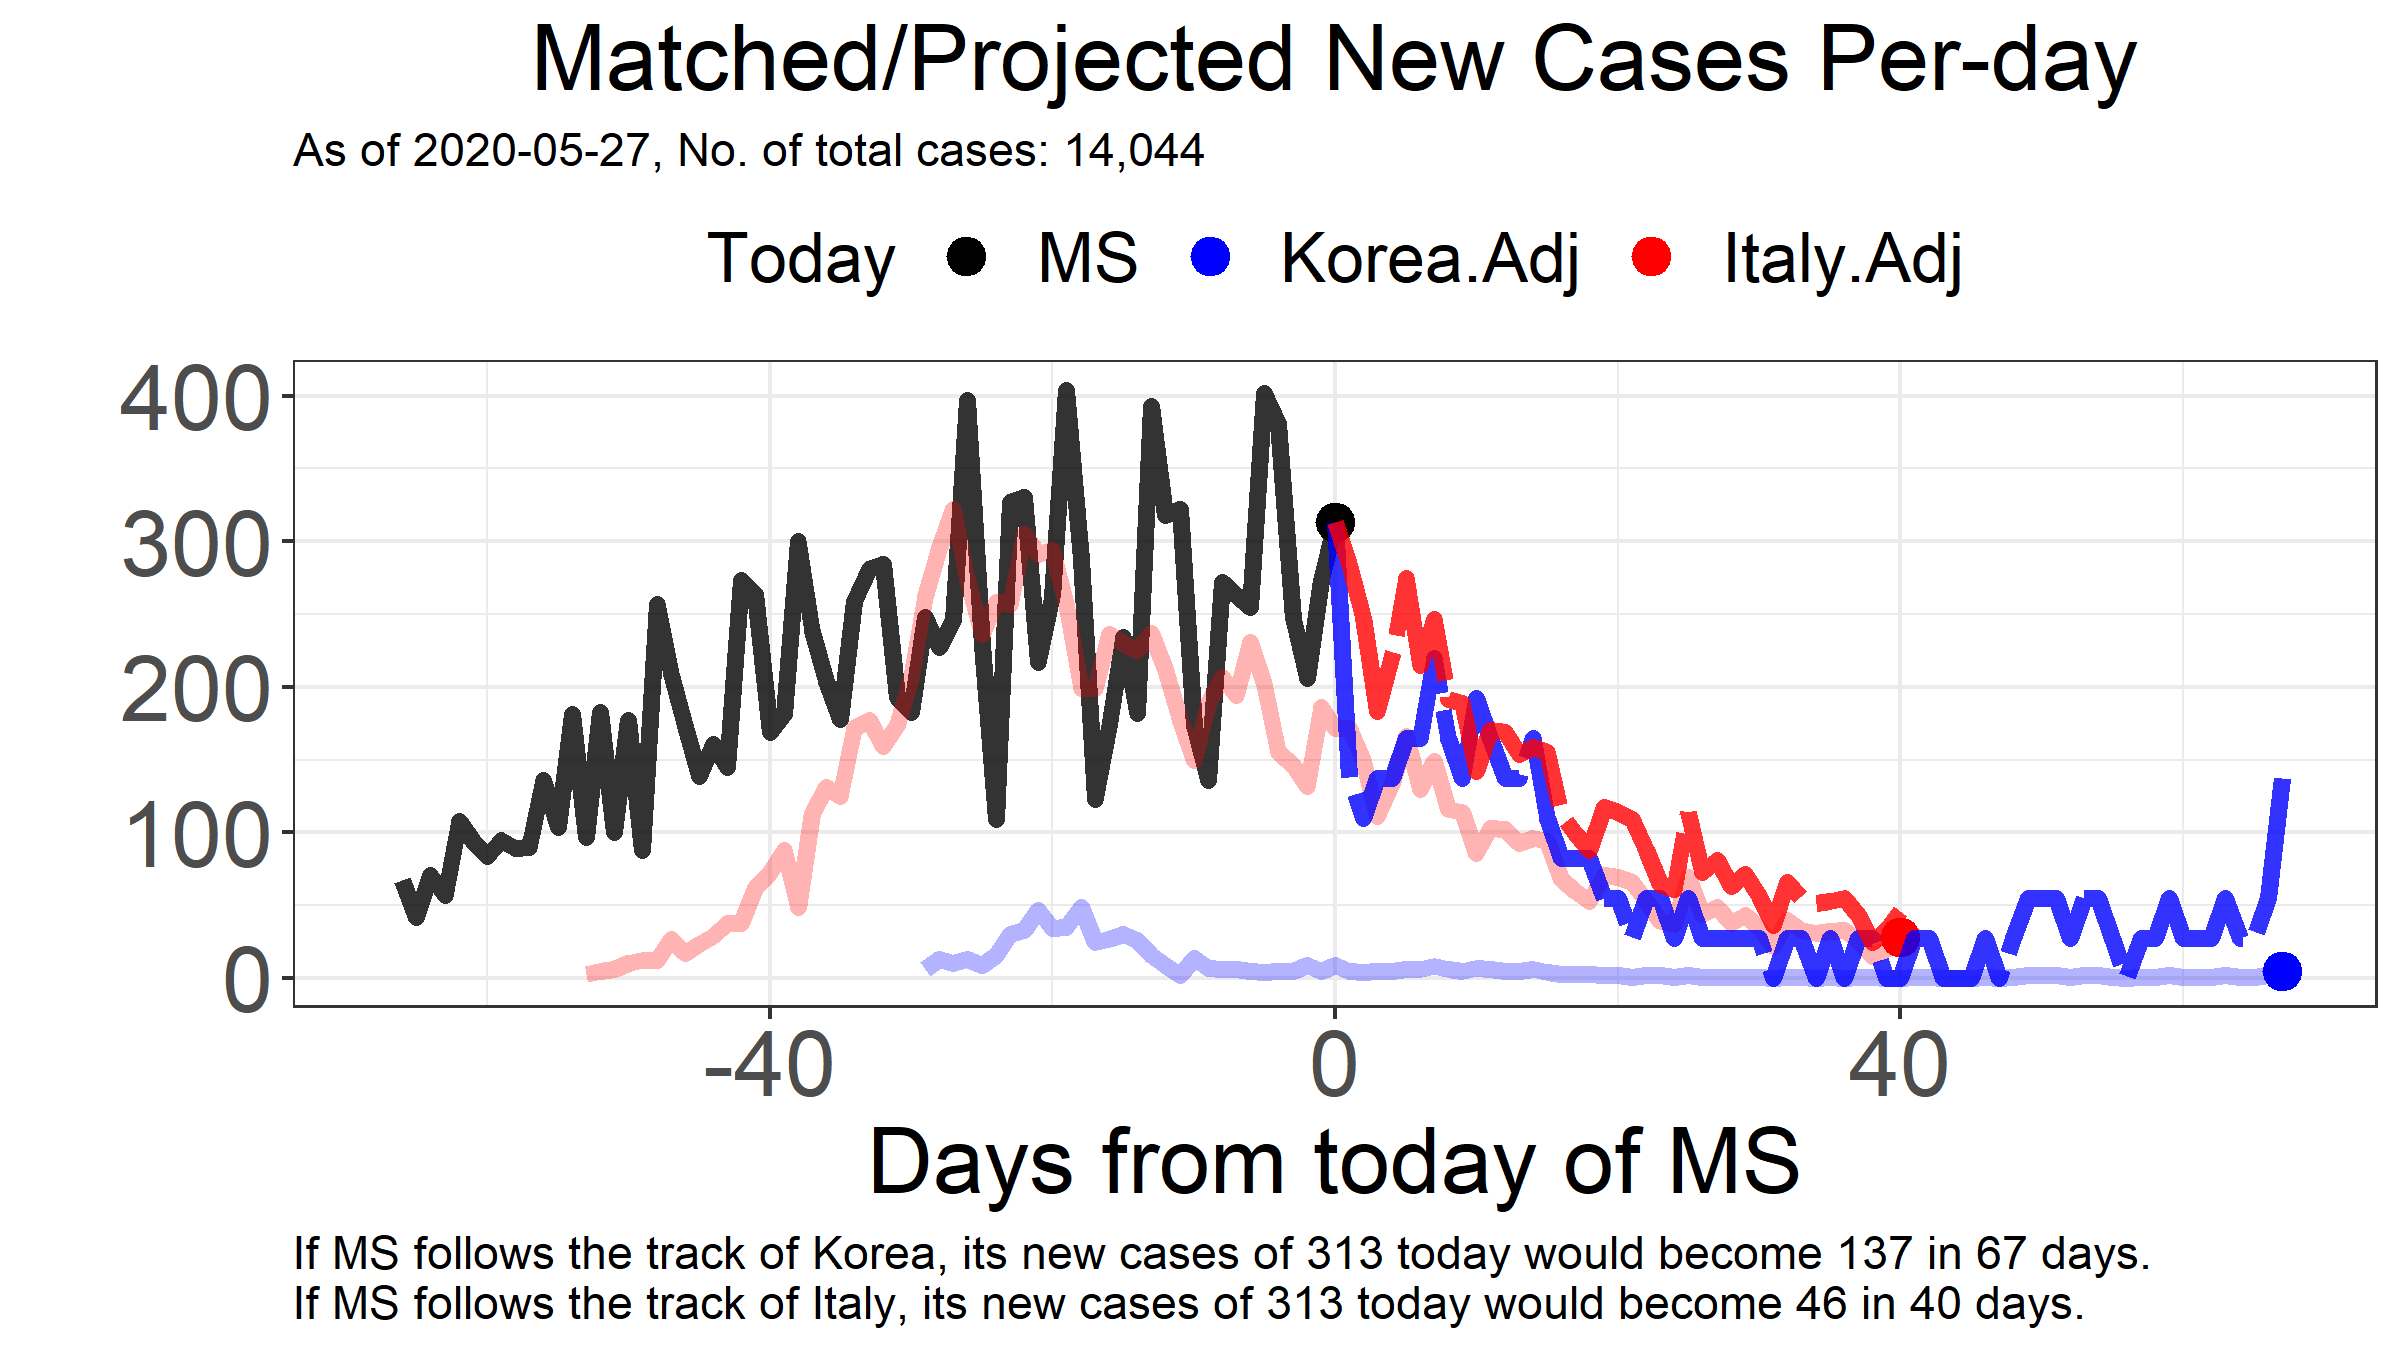 Matched/Projected New Cases Per-day
As of 2020-05-27, No. of total cases: 14,044
Today MS Korea.Adj Italy.Adj
400
300
200
100
0
-40 0 40
Days from today of MS
If MS follows the track of Korea, its new cases of 313 today would become 137 in 67 days.
If MS follows the track of Italy, its new cases of 313 today would become 46 in 40 days.